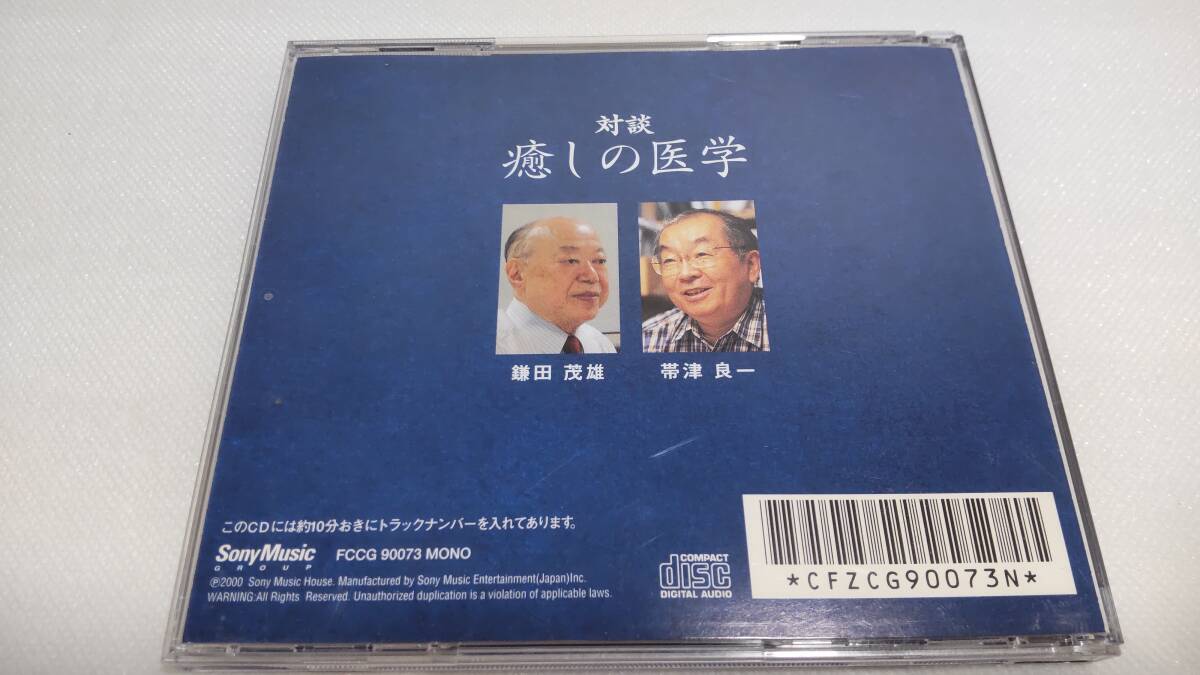 対談
癒しの医学
鎌田 茂雄
帯津 良一
このCDには約10分おきにトラックナンバーを入れてあります。
Sony Music
GROUP
FCCG 90073 MONO
℗2000 Sony Music House. Manufactured by Sony Music Entertainment(Japan)Inc.
WARNING:All Rights Reserved. Unauthorized duplication is a violation of applicable laws.
COMPACT
disc
DIGITAL AUDIO
*CFZCG90073N*